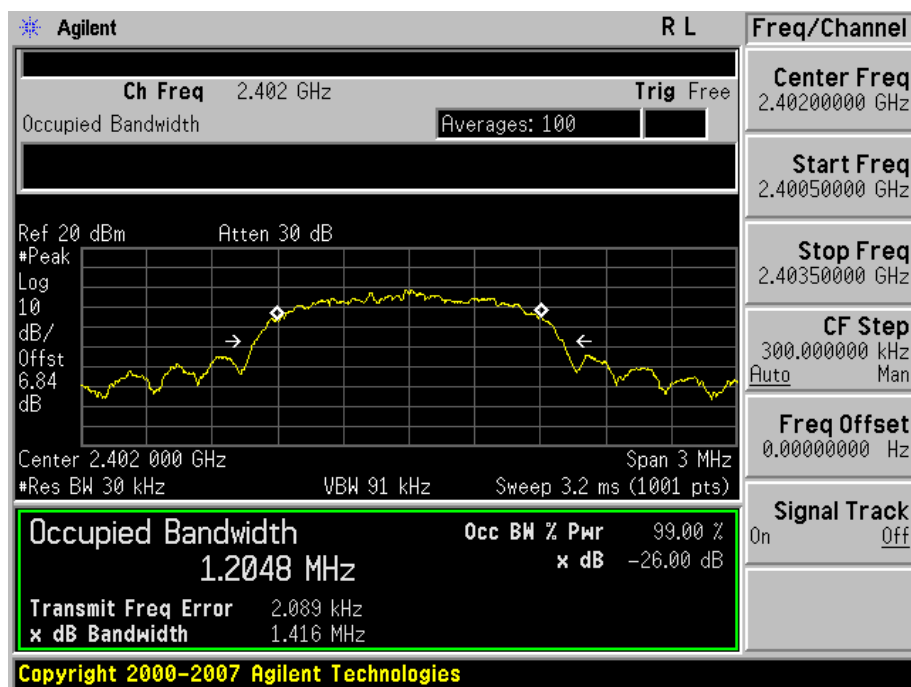 Agilent R L
Ch Freq 2.402 GHz Trig Free
Occupied Bandwidth Averages: 100
Ref 20 dBm Atten 30 dB
#Peak
Log
10
dB/
Offst
6.84
dB
Center 2.402 000 GHz Span 3 MHz
#Res BW 30 kHz VBW 91 kHz Sweep 3.2 ms (1001 pts)
Occupied Bandwidth Occ BW % Pwr 99.00 %
1.2048 MHz x dB -26.00 dB
Transmit Freq Error 2.089 kHz
x dB Bandwidth 1.416 MHz
Copyright 2000-2007 Agilent Technologies
Freq/Channel
Center Freq
2.40200000 GHz
Start Freq
2.40050000 GHz
Stop Freq
2.40350000 GHz
CF Step
300.000000 kHz
Auto Man
Freq Offset
0.00000000 Hz
Signal Track
On Off